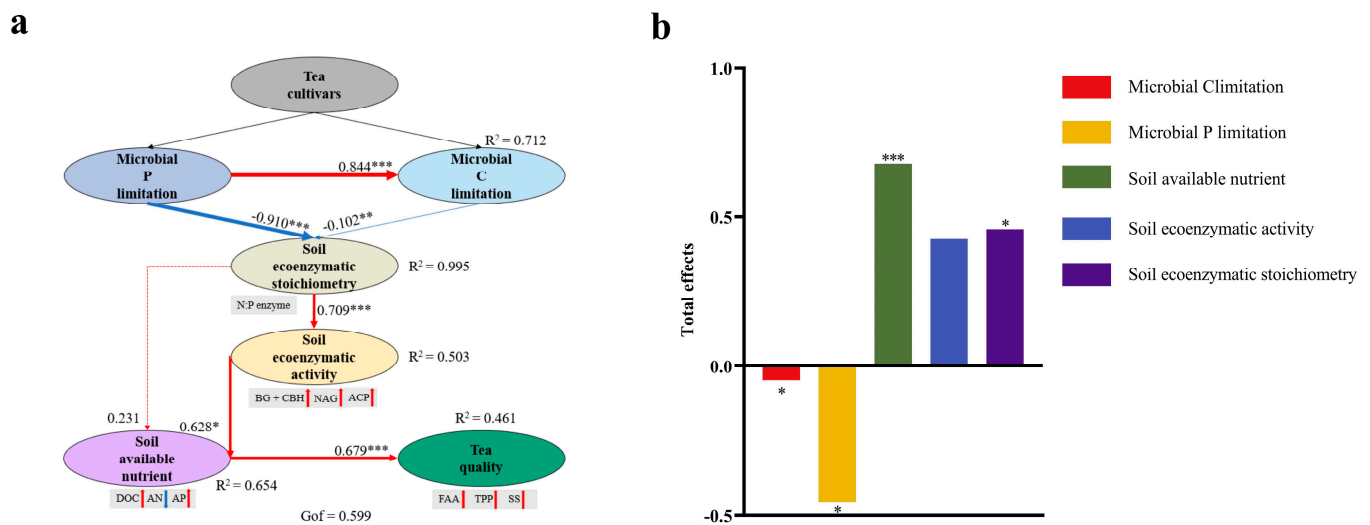 a
Tea
cultivars
R² = 0.712
Microbial
P
limitation
0.844***
Microbial
C
limitation
-0.910***
-0.102**
Soil
ecoenzymatic
stoichiometry
R² = 0.995
N:P enzyme
0.709***
Soil
ecoenzymatic
activity
R² = 0.503
BG + CBH NAG ACP
0.231
0.628*
R² = 0.461
Soil
available
nutrient
0.679***
Tea
quality
R² = 0.654
DOC AN AP
FAA TPP SS
Gof = 0.599
b
Total effects
1.0
0.5
0.0
-0.5
*
*
***
*
Microbial Climitation
Microbial P limitation
Soil available nutrient
Soil ecoenzymatic activity
Soil ecoenzymatic stoichiometry